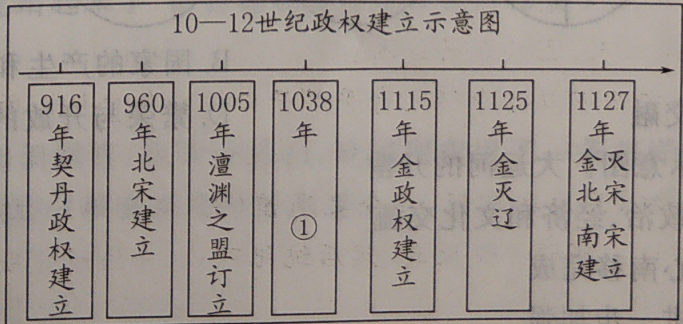 10—12世纪政权建立示意图
916年契丹政权建立
960年北宋建立
1005年澶渊之盟订立
1038年 ①
1115年金政权建立
1125年金灭辽
1127年金灭北宋 南宋建立